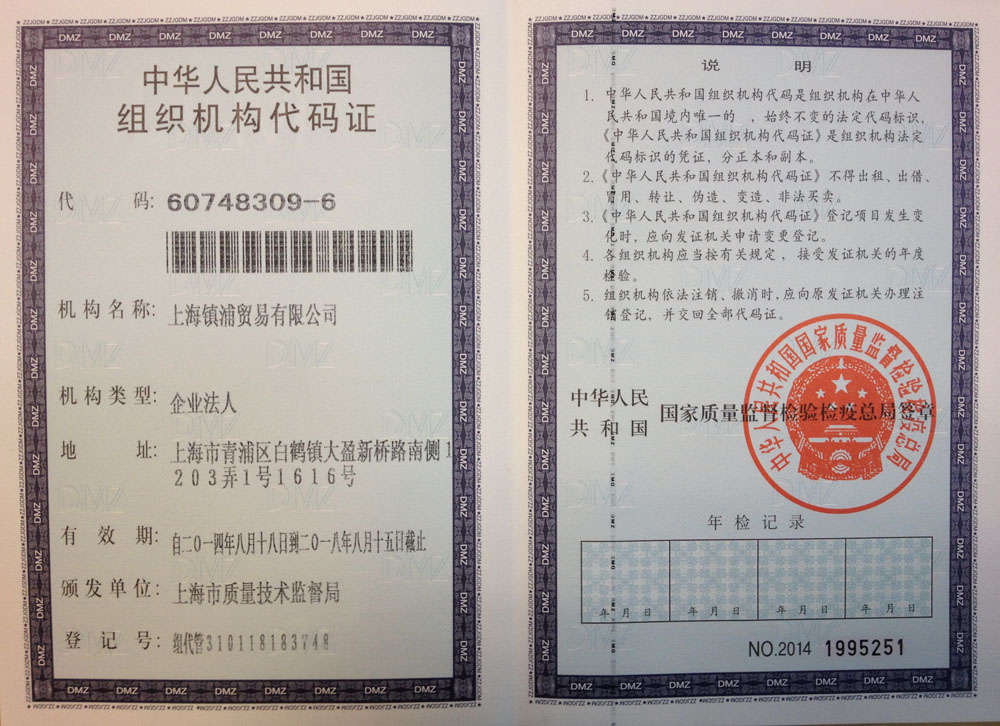 中华人民共和国
组织机构代码证
代 码: 60748309-6
机构名称: 上海镇浦贸易有限公司
机构类型: 企业法人
地 址: 上海市青浦区白鹤镇大盈新桥路南侧1
203弄1号1616号
有 效 期: 自二〇一四年八月十八日到二〇一八年八月十五日截止
颁发单位: 上海市质量技术监督局
登 记 号: 组代管310118183748
说 明
1. 中华人民共和国组织机构代码是组织机构在中华人
民共和国境内唯一的 、始终不变的法定代码标识,
《中华人民共和国组织机构代码证》是组织机构法定
代码标识的凭证，分正本和副本。
2.《中华人民共和国组织机构代码证》不得出租、出借、
冒用、转让、伪造、变造、非法买卖。
3.《中华人民共和国组织机构代码证》登记项目发生变
化时，应向发证机关申请变更登记。
4. 各组织机构应当按有关规定，接受发证机关的年度
检验。
5. 组织机构依法注销、撤消时，应向原发证机关办理注
销登记，并交回全部代码证。
中华人民
共 和 国
国家质量监督检验检疫总局签章
中华人民共和国国家质量监督检验检疫总局
年检记录
年 月 日 年 月 日 年 月 日 年 月 日
NO.2014 1995251